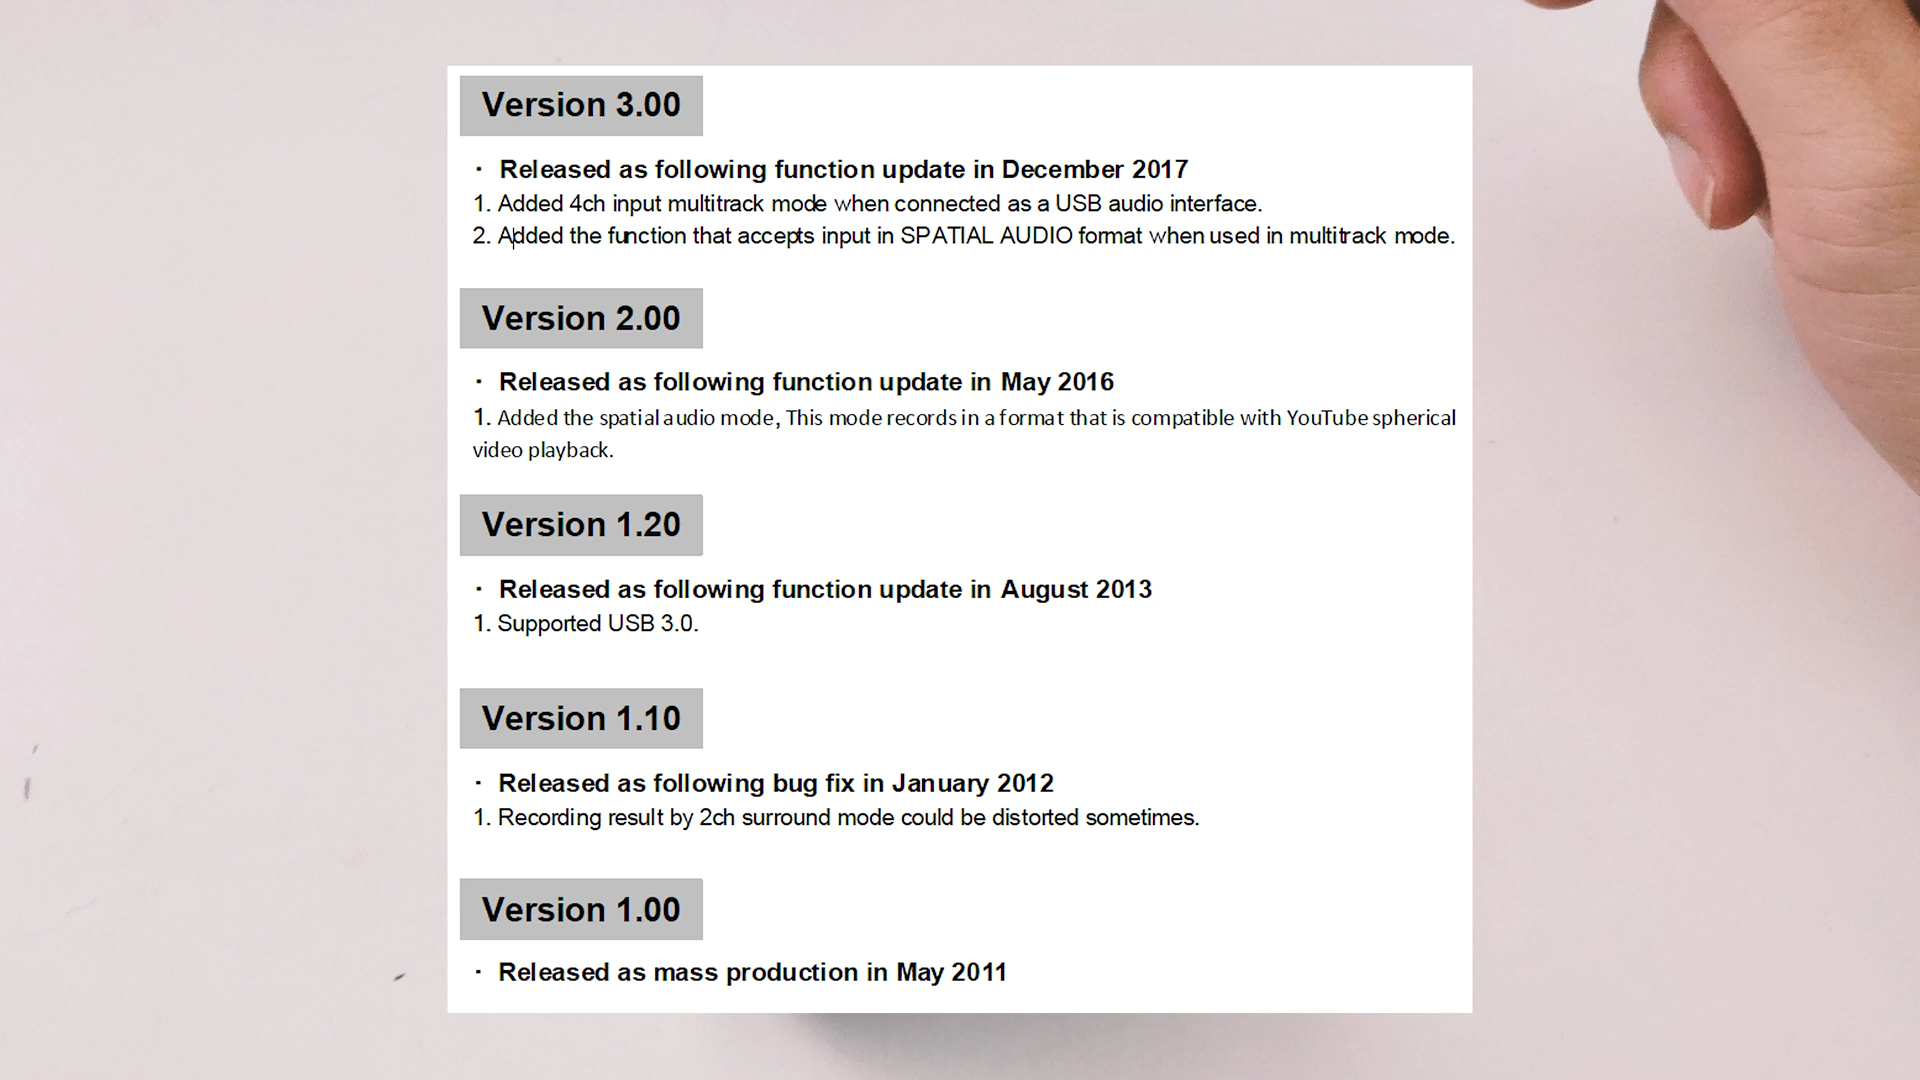 Version 3.00
・ Released as following function update in December 2017
1. Added 4ch input multitrack mode when connected as a USB audio interface.
2. Added the function that accepts input in SPATIAL AUDIO format when used in multitrack mode.
Version 2.00
・ Released as following function update in May 2016
1. Added the spatial audio mode, This mode records in a format that is compatible with YouTube spherical
video playback.
Version 1.20
・ Released as following function update in August 2013
1. Supported USB 3.0.
Version 1.10
・ Released as following bug fix in January 2012
1. Recording result by 2ch surround mode could be distorted sometimes.
Version 1.00
・ Released as mass production in May 2011